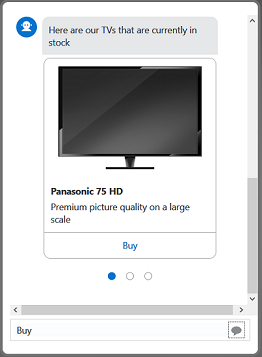 Here are our TVs that are currently in
stock
Panasonic 75 HD
Premium picture quality on a large
scale
Buy
Buy